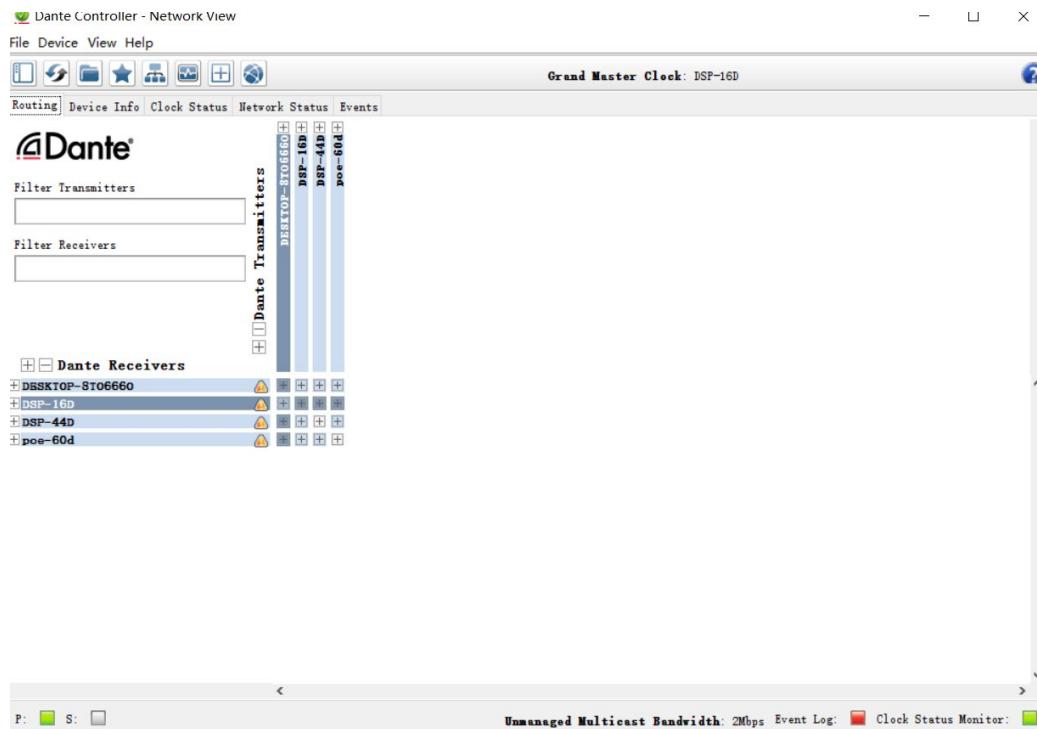 Dante Controller - Network View
File Device View Help
Grand Master Clock: DSP-16D
Routing Device Info Clock Status Network Status Events
Dante
Filter Transmitters
Filter Receivers
Dante Transmitters
DESKTOP-8TO6660
DSP-16D
DSP-44D
poe-60d
Dante Receivers
DESKTOP-8TO6660
DSP-16D
DSP-44D
poe-60d
P: S: Unmanaged Multicast Bandwidth: 2Mbps Event Log: Clock Status Monitor: